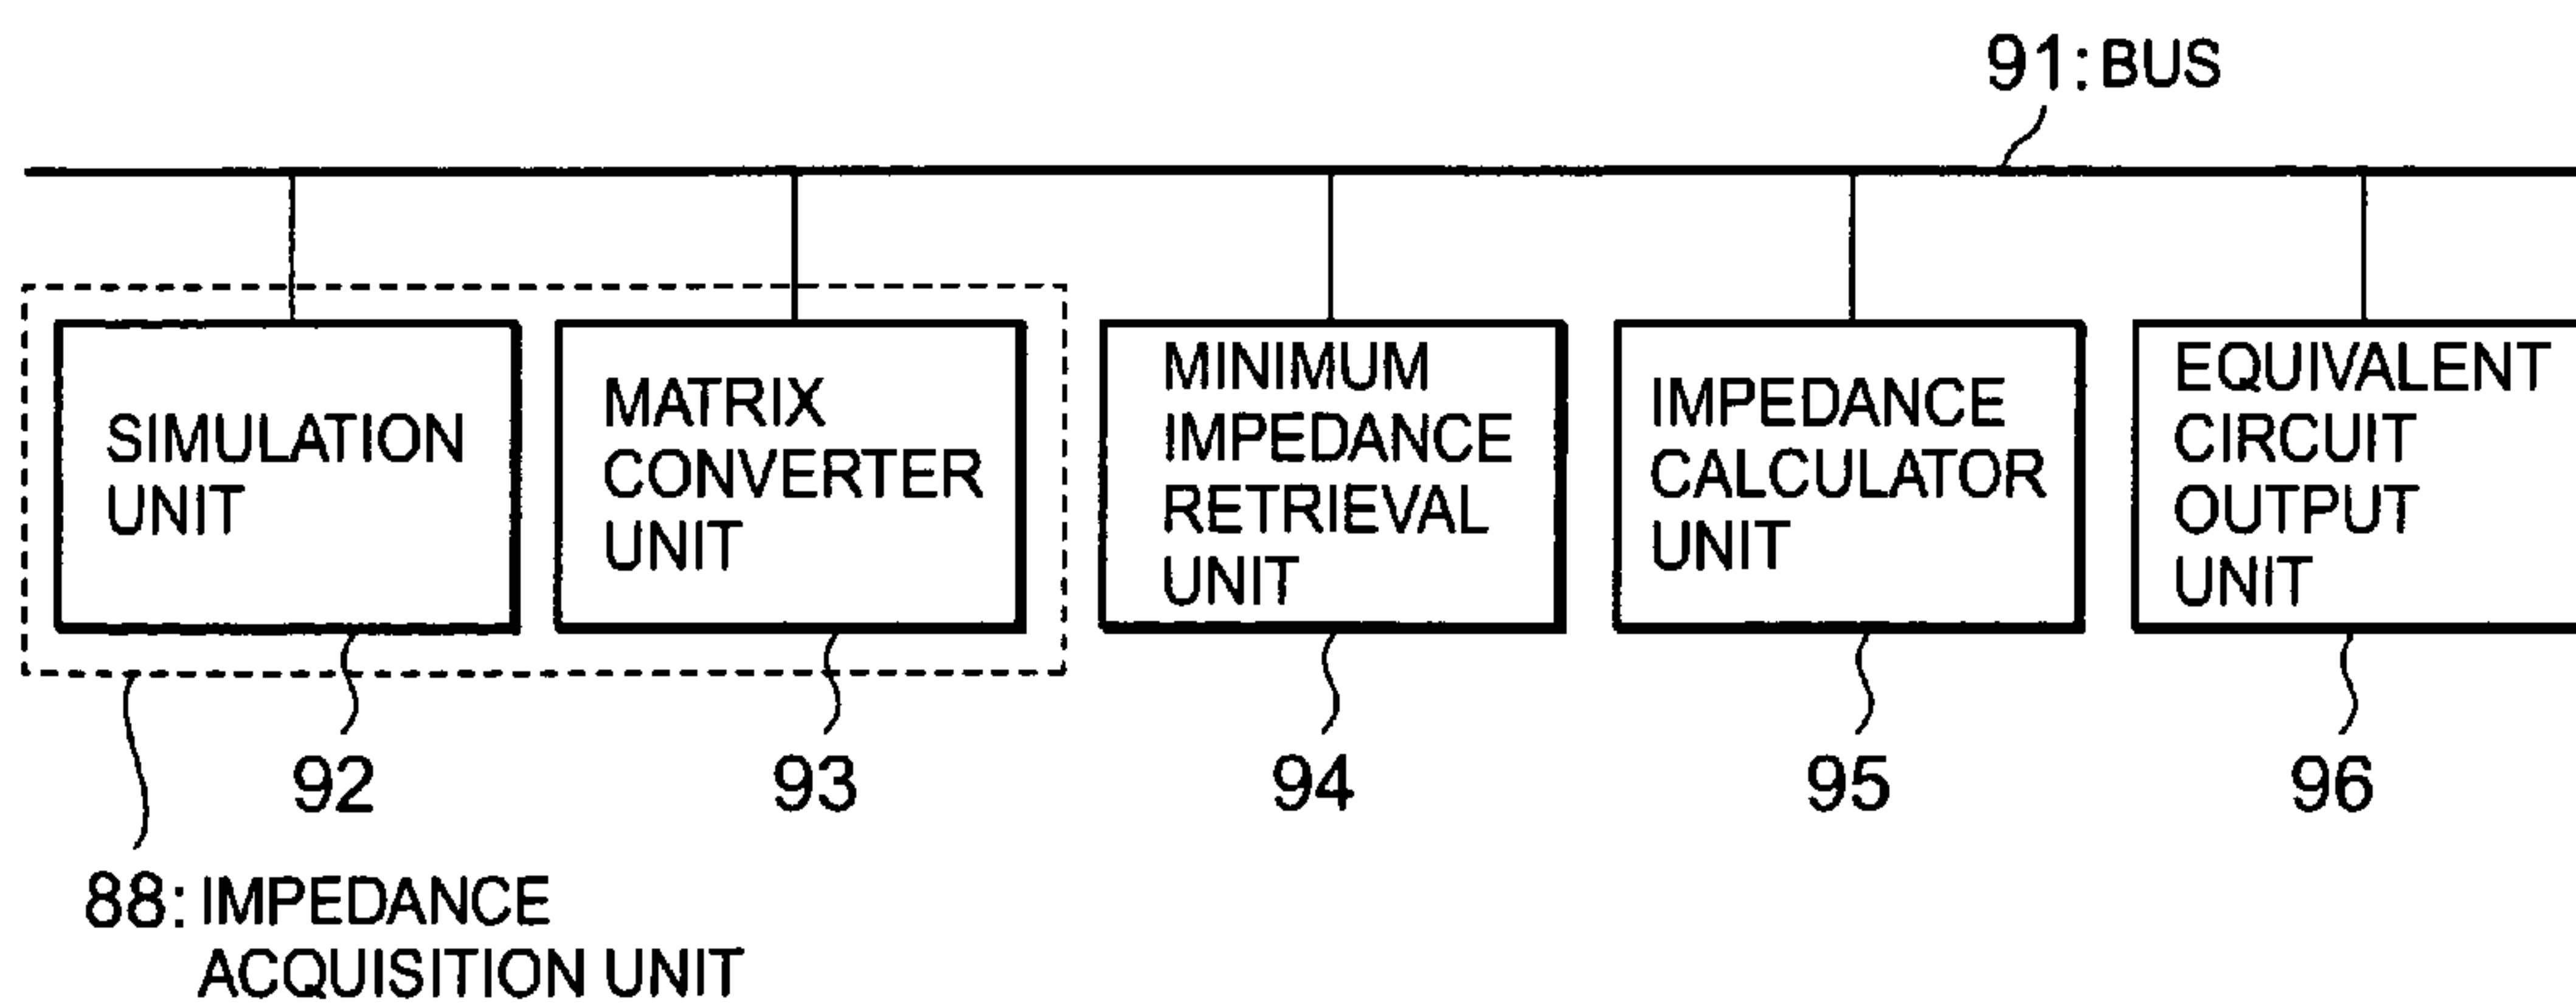 91: BUS
SIMULATION
UNIT
MATRIX
CONVERTER
UNIT
MINIMUM
IMPEDANCE
RETRIEVAL
UNIT
IMPEDANCE
CALCULATOR
UNIT
EQUIVALENT
CIRCUIT
OUTPUT
UNIT
92
93
94
95
96
88: IMPEDANCE
ACQUISITION UNIT